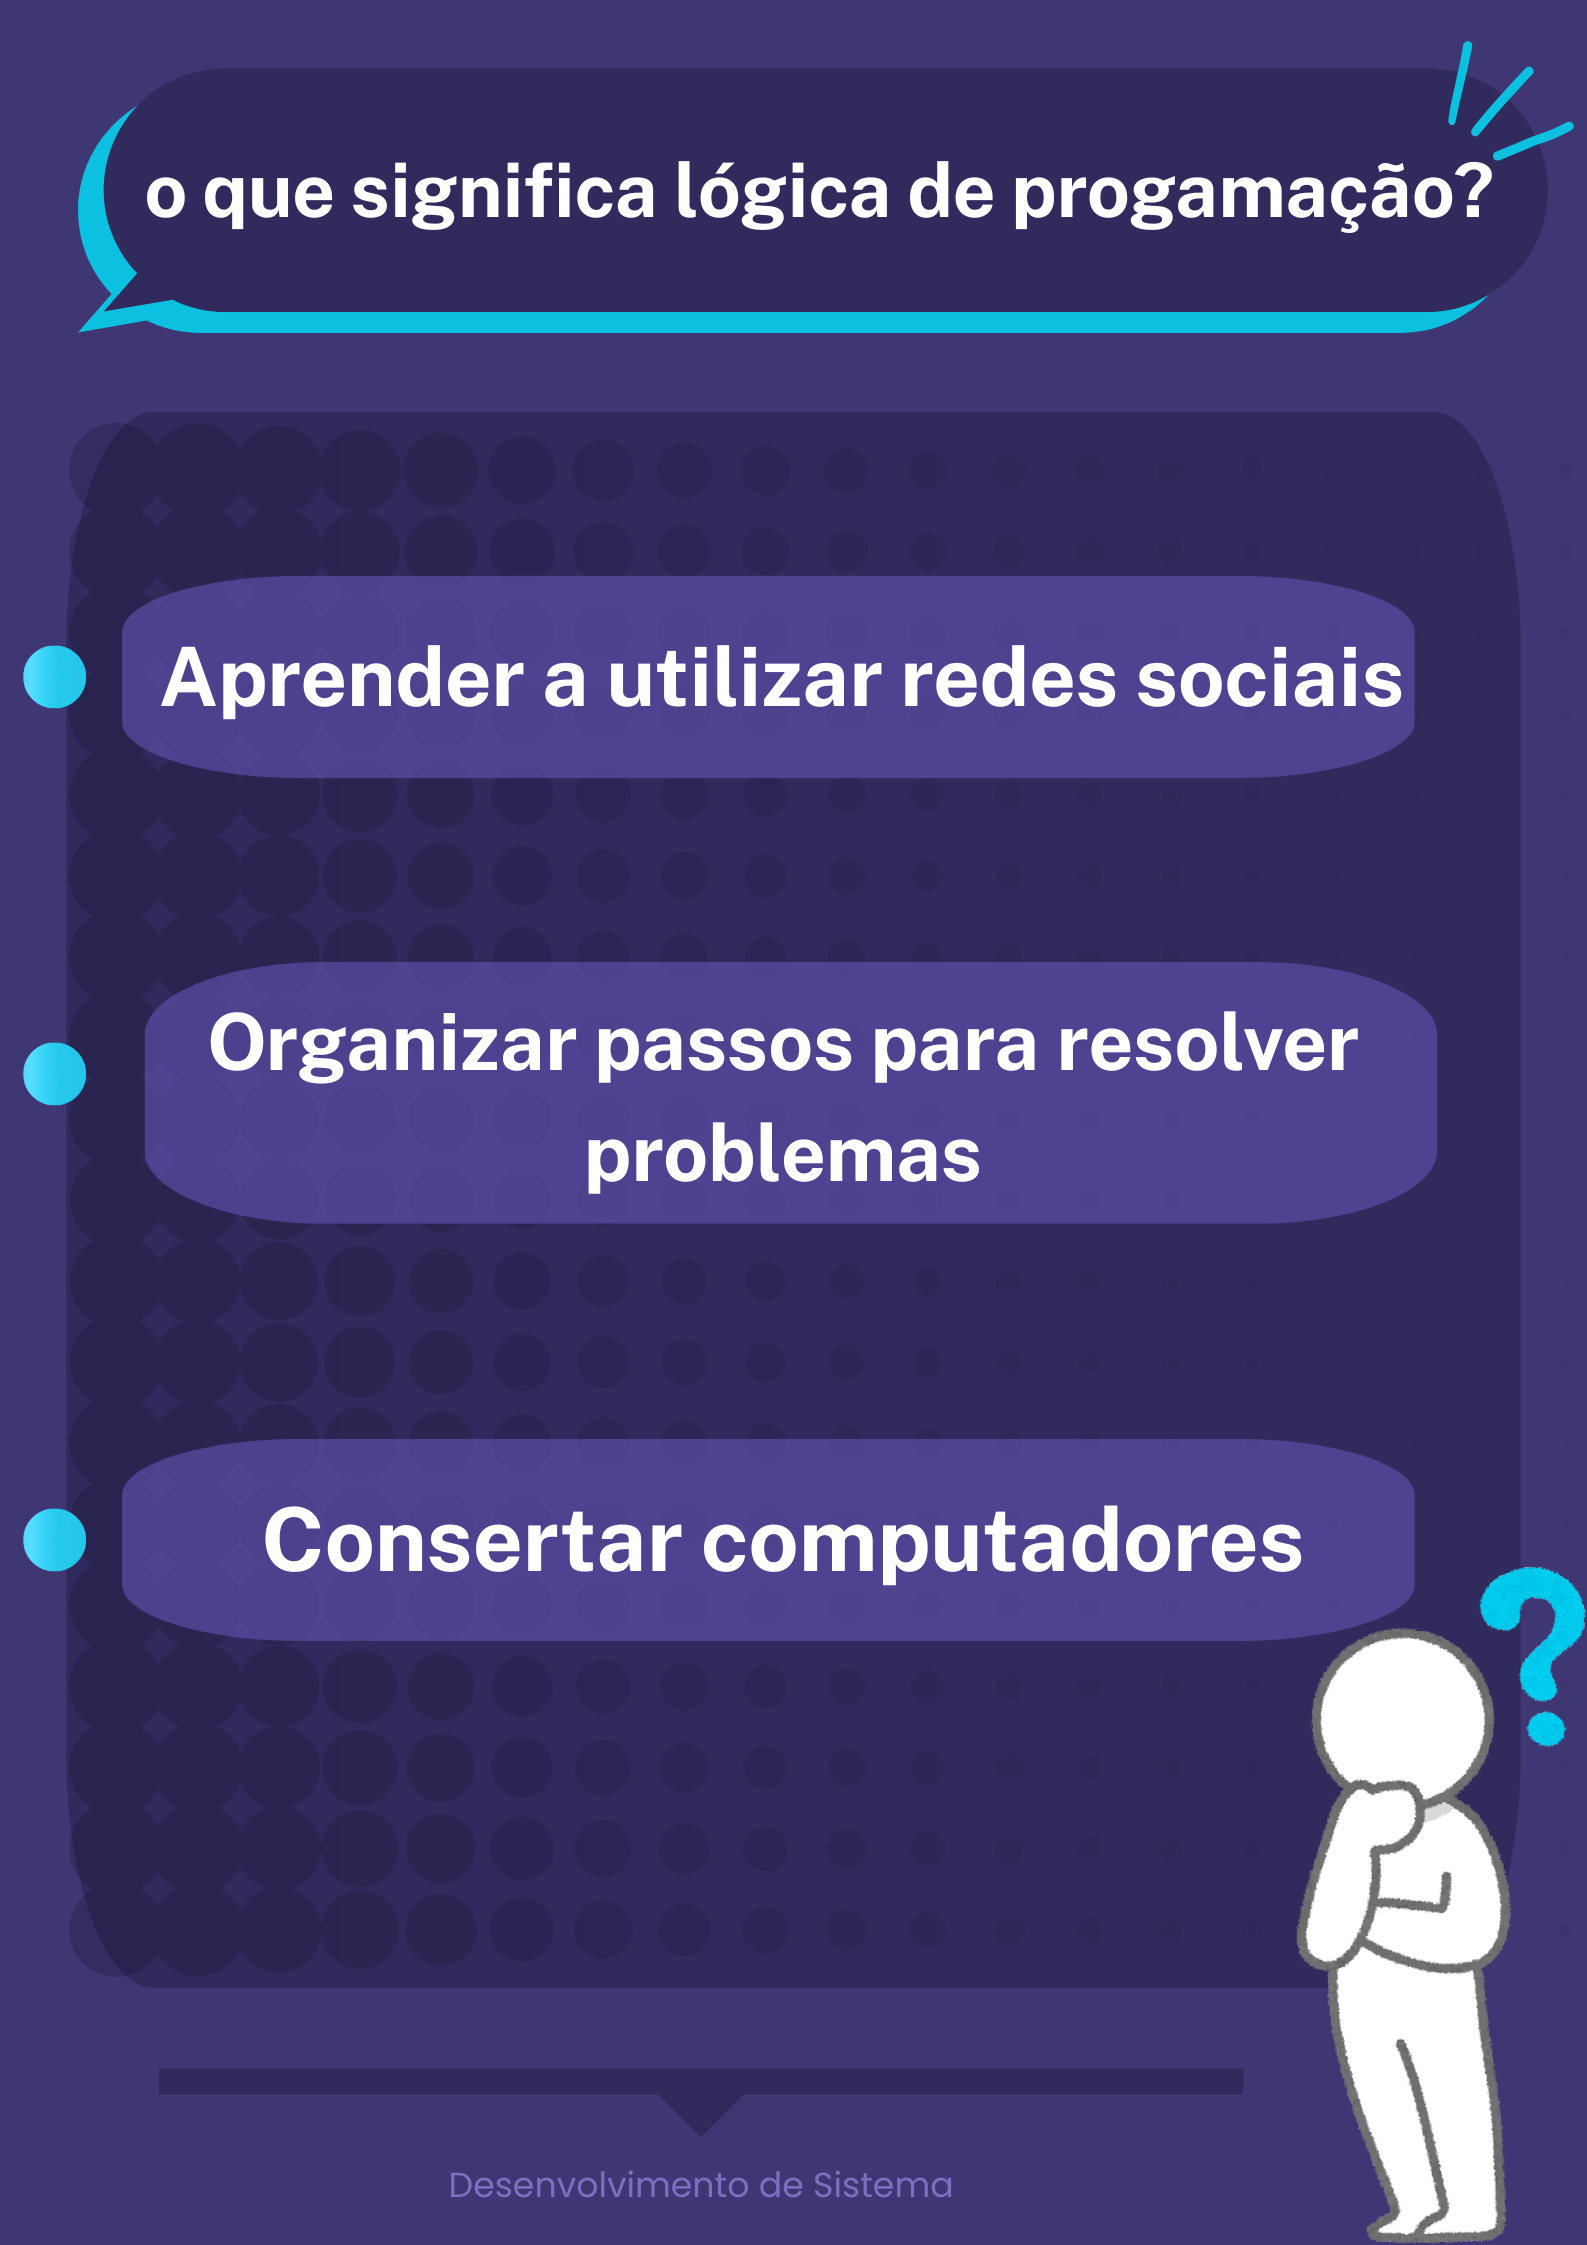 o que significa lógica de progamação?
Aprender a utilizar redes sociais
Organizar passos para resolver
problemas
Consertar computadores
?
Desenvolvimento de Sistema